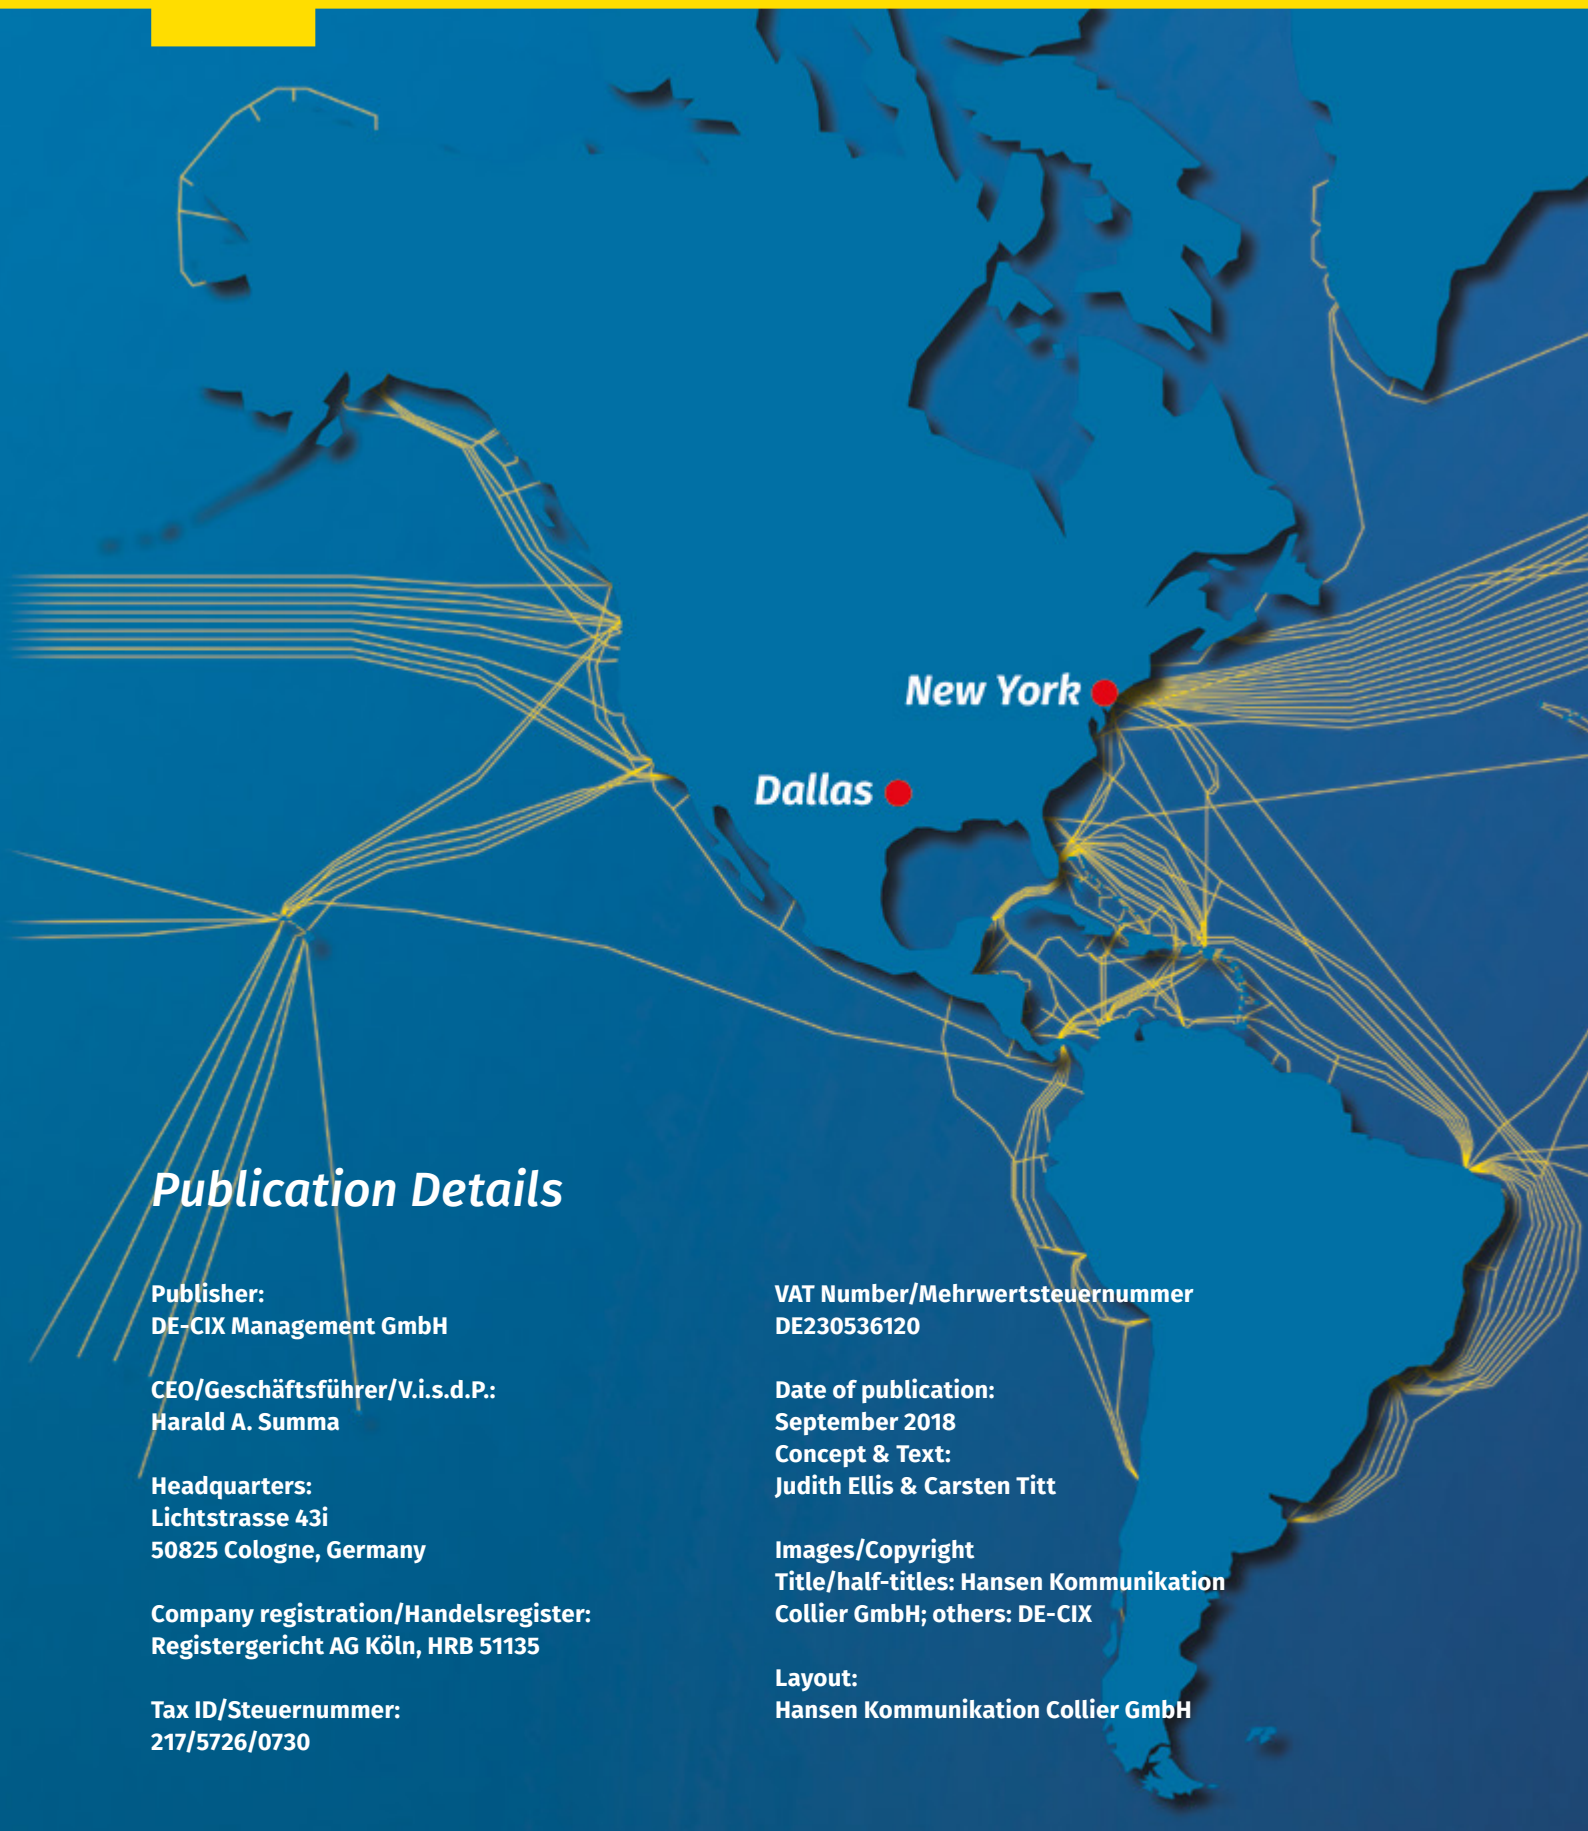 New York
Dallas
Publication Details
Publisher:
DE-CIX Management GmbH
CEO/Geschäftsführer/V.i.s.d.P.:
Harald A. Summa
Headquarters:
Lichtstrasse 43i
50825 Cologne, Germany
Company registration/Handelsregister:
Registergericht AG Köln, HRB 51135
Tax ID/Steuernummer:
217/5726/0730
VAT Number/Mehrwertsteuernummer
DE230536120
Date of publication:
September 2018
Concept & Text:
Judith Ellis & Carsten Titt
Images/Copyright
Title/half-titles: Hansen Kommunikation
Collier GmbH; others: DE-CIX
Layout:
Hansen Kommunikation Collier GmbH